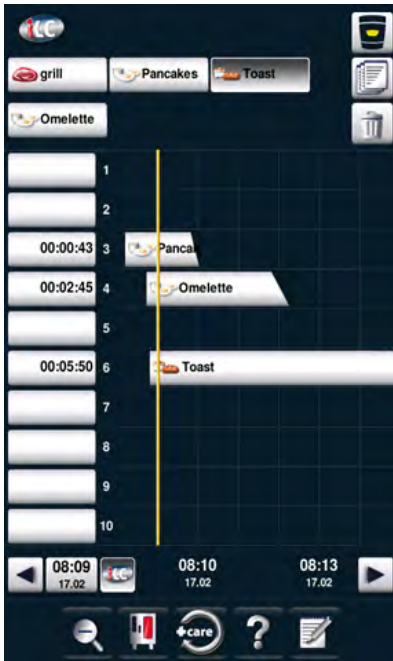 iLC
grill
Pancakes
Toast
Omelette
1
2
00:00:43 3 Pancak
00:02:45 4 Omelette
5
00:05:50 6 Toast
7
8
9
10
08:09 iLC 08:10 08:13
17.02 17.02 17.02
+care ?